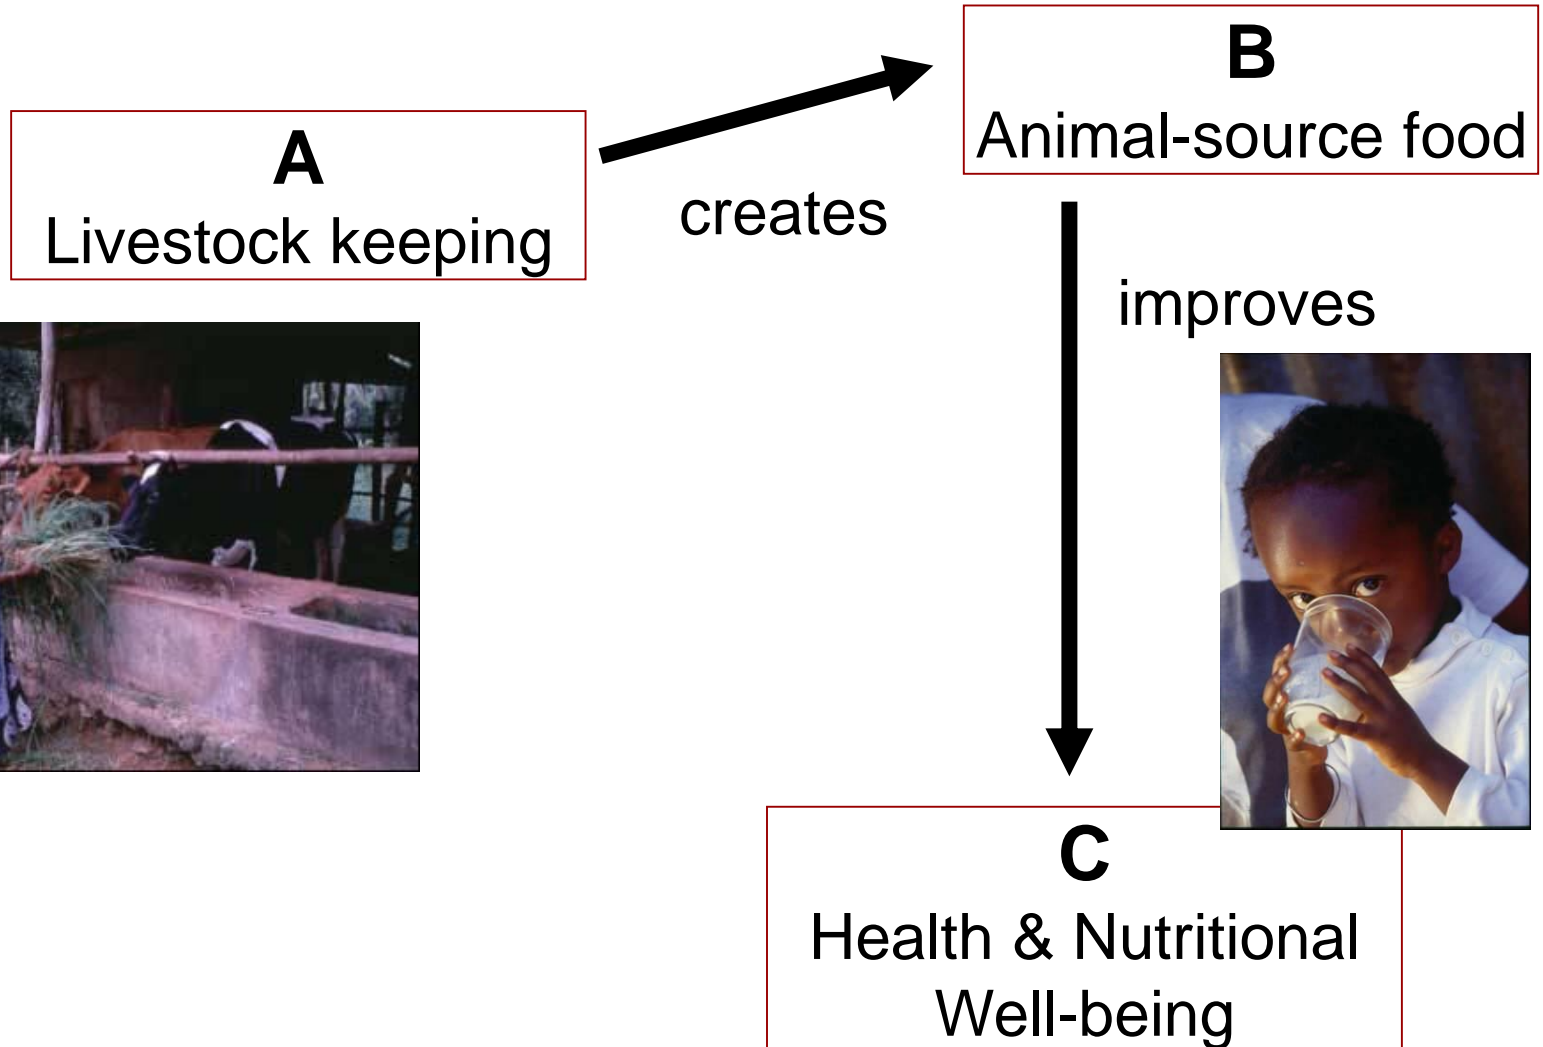 A
Livestock keeping
creates
B
Animal-source food
improves
C
Health & Nutritional
Well-being